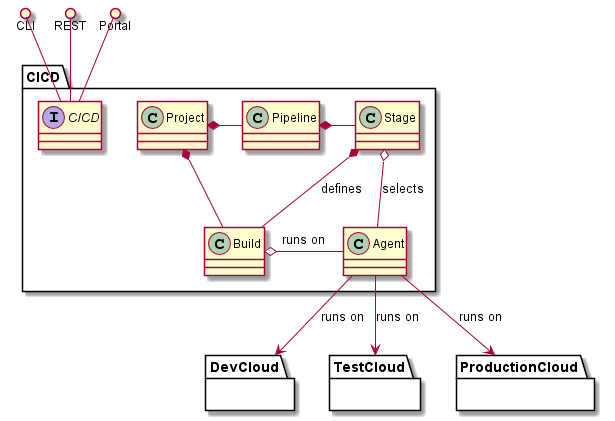 CLI
REST
Portal
CICD
I CICD
C Project
C Pipeline
C Stage
defines
selects
C Build
runs on
C Agent
runs on
runs on
runs on
DevCloud
TestCloud
ProductionCloud